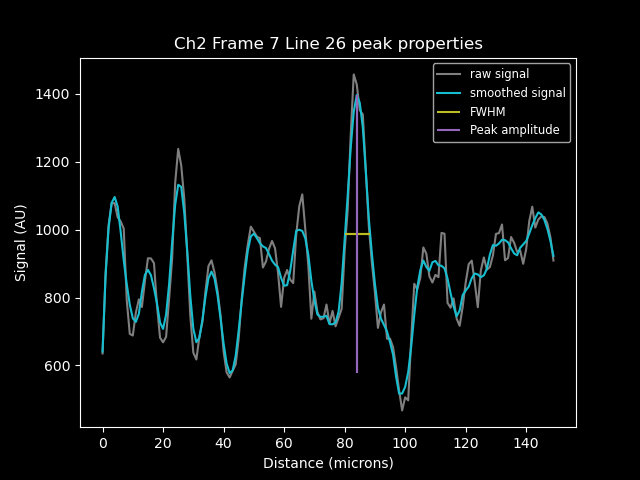 Ch2 Frame 7 Line 26 peak properties
raw signal
smoothed signal
FWHM
Peak amplitude
1400
1200
1000
800
600
Signal (AU)
0 20 40 60 80 100 120 140
Distance (microns)